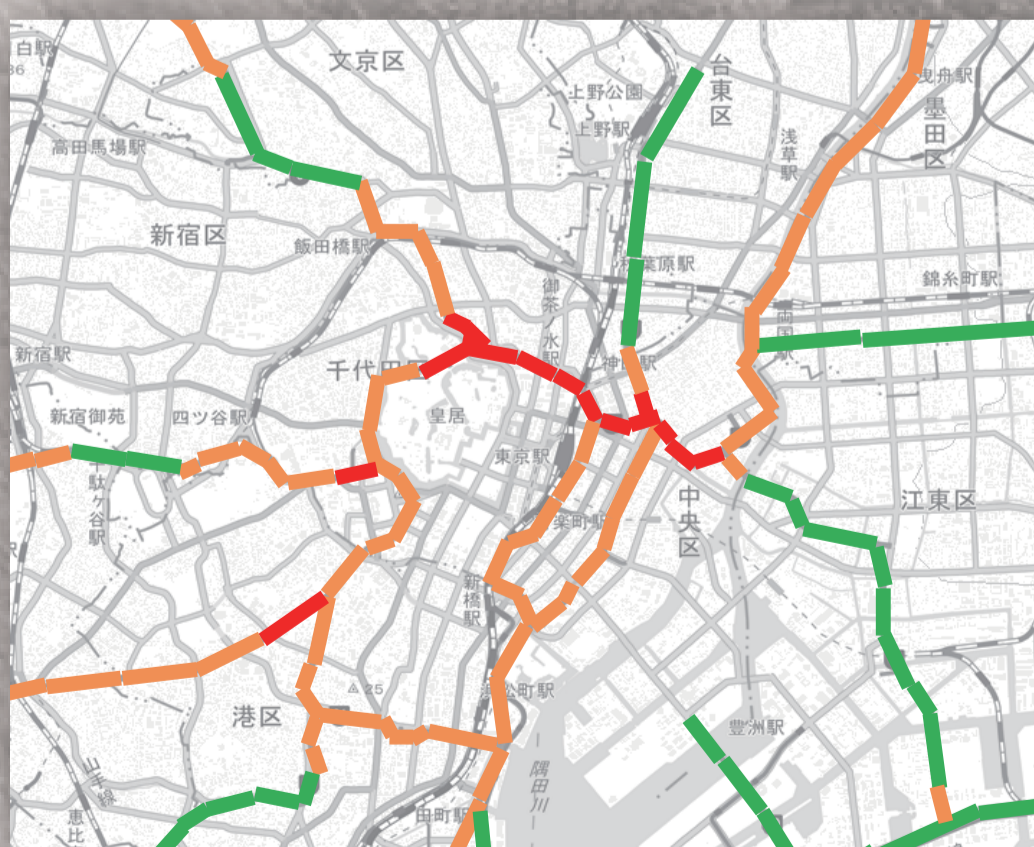 白駅
文京区
台東区
上野公園
上野駅
曳舟駅
墨田区
高田馬場駅
浅草駅
新宿区
飯田橋駅
秋葉原駅
御茶ノ水駅
錦糸町駅
両国駅
新宿駅
千代田区
神田駅
新宿御苑
四ツ谷駅
皇居
東京駅
千駄ヶ谷駅
中央区
江東区
楽町駅
新橋駅
25
浜松町駅
港区
豊洲駅
山手線
隅田川
恵比
田町駅